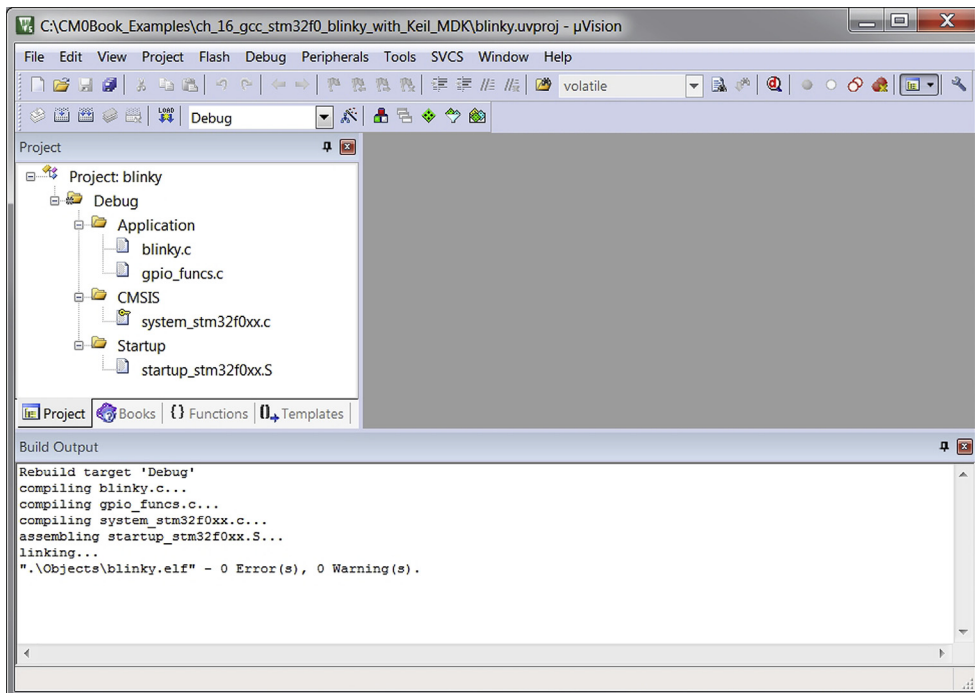 C:\CM0Book_Examples\ch_16_gcc_stm32f0_blinky_with_Keil_MDK\blinky.uvproj - µVision
File Edit View Project Flash Debug Peripherals Tools SVCS Window Help
volatile
LOAD Debug
Project
Project: blinky
Debug
Application
blinky.c
gpio_funcs.c
CMSIS
system_stm32f0xx.c
Startup
startup_stm32f0xx.S
Project Books {} Functions Templates
Build Output
Rebuild target 'Debug'
compiling blinky.c...
compiling gpio_funcs.c...
compiling system_stm32f0xx.c...
assembling startup_stm32f0xx.S...
linking...
".\Objects\blinky.elf" - 0 Error(s), 0 Warning(s).